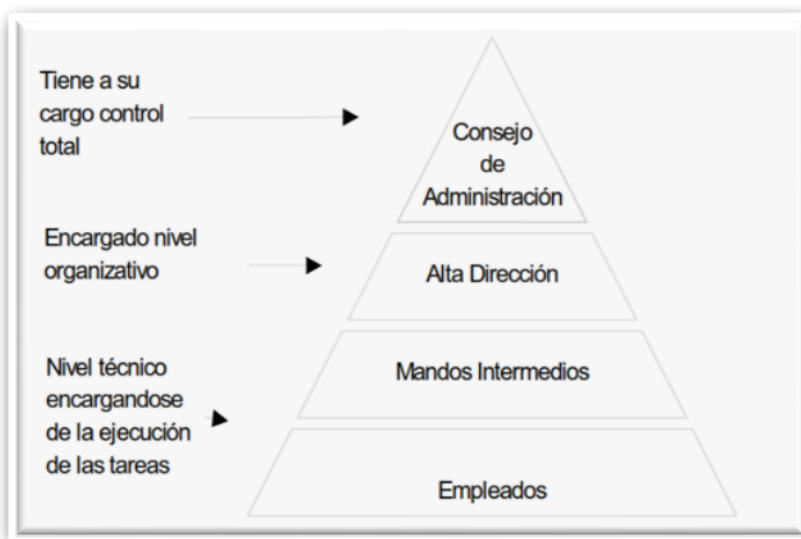 Tiene a su
cargo control
total
Consejo
de
Administración
Encargado nivel
organizativo
Alta Dirección
Nivel técnico
encargandose
de la ejecución
de las tareas
Mandos Intermedios
Empleados